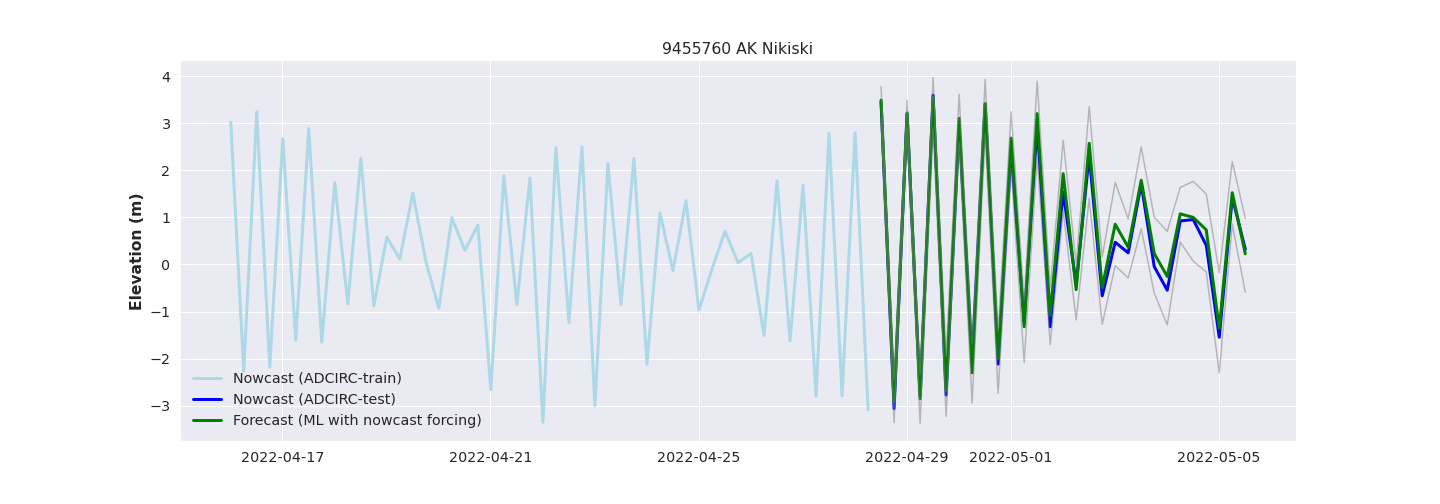 9455760 AK Nikiski
Elevation (m)
4
3
2
1
0
−1
−2
−3
Nowcast (ADCIRC-train)
Nowcast (ADCIRC-test)
Forecast (ML with nowcast forcing)
2022-04-17 2022-04-21 2022-04-25 2022-04-29 2022-05-01 2022-05-05